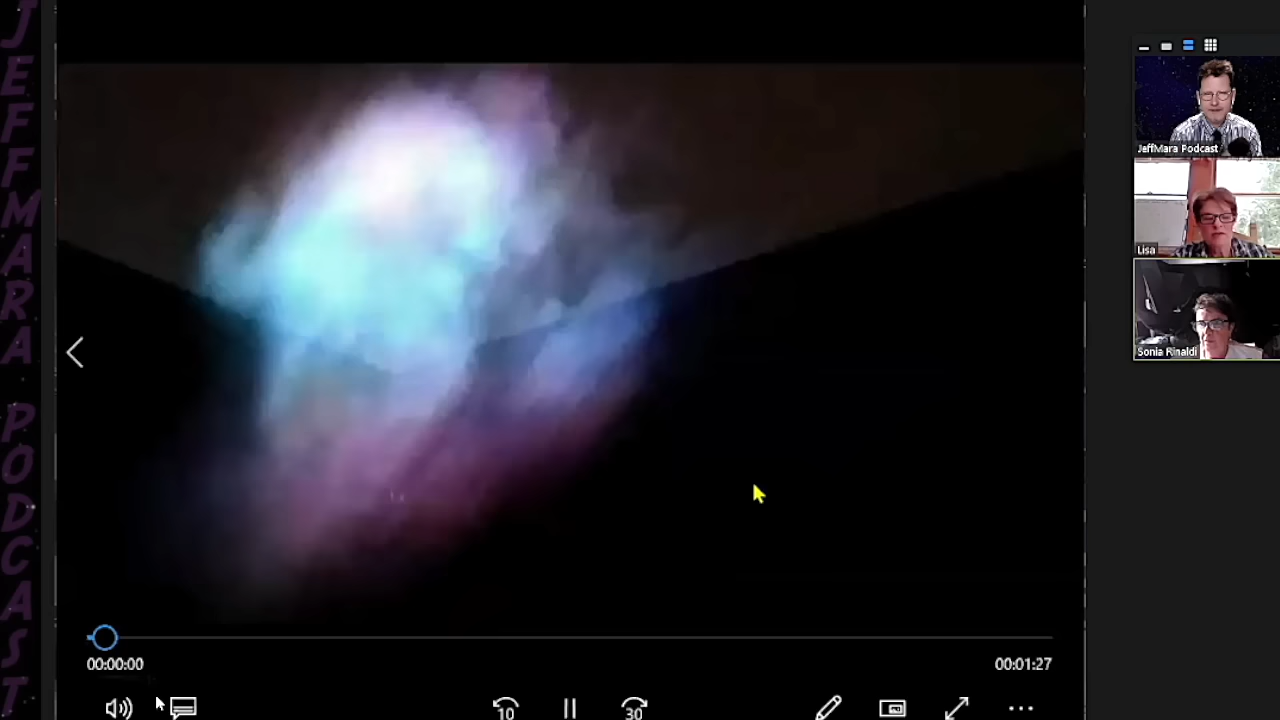 JEFFMARA PODCAST
JeffMara Podcast
Lisa
Sonia Rinaldi
00:00:00
00:01:27
10
30